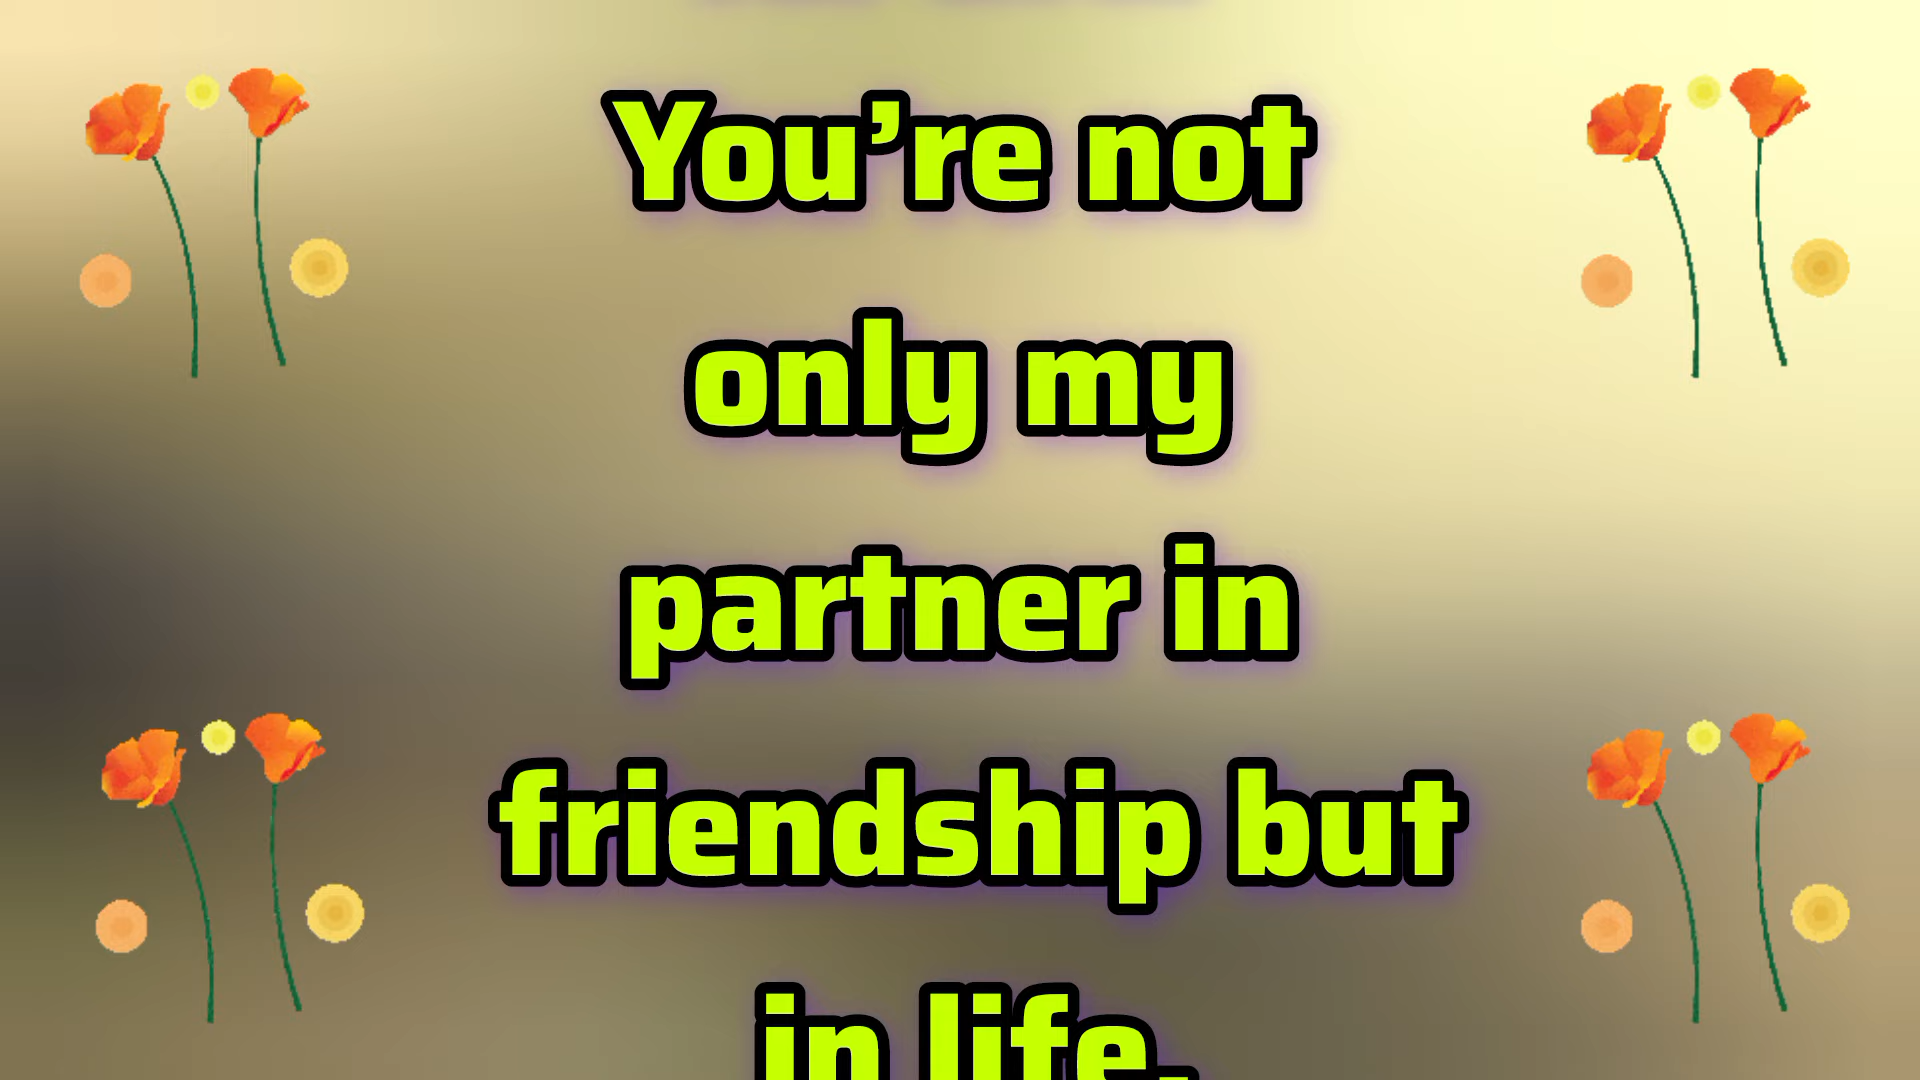 You’re not
only my
partner in
friendship but
in life.